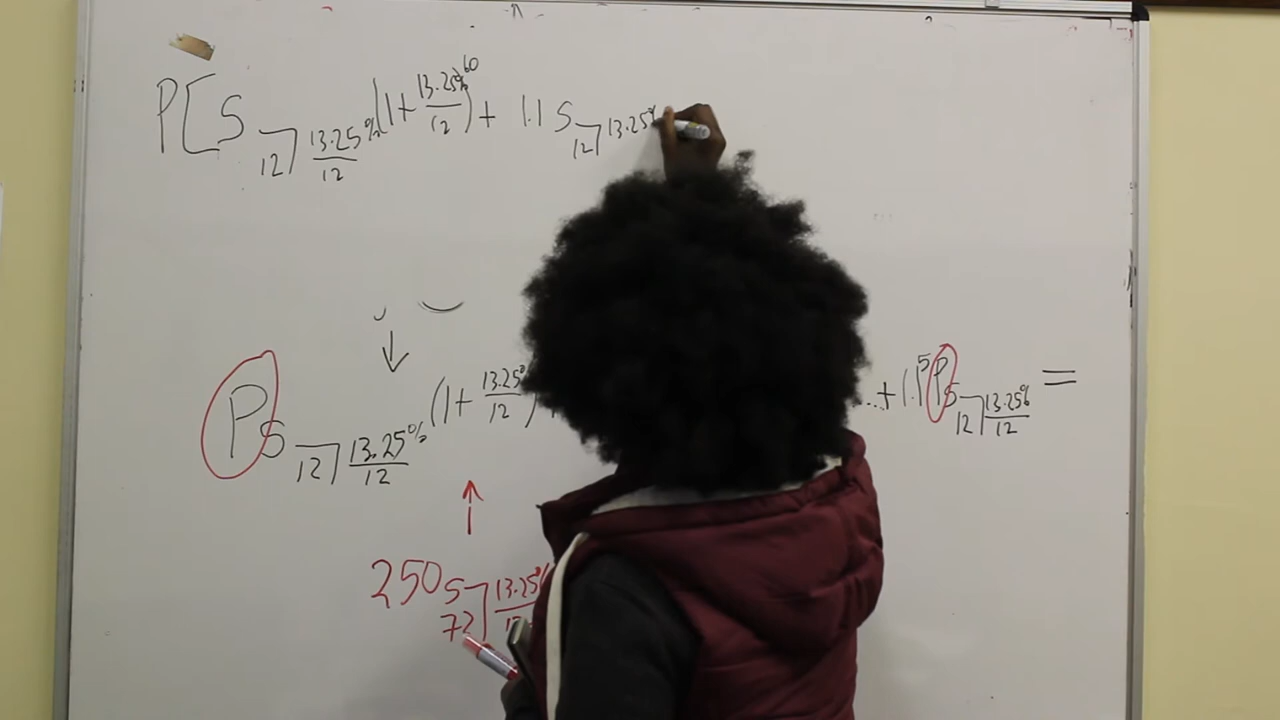 P[S 12⌉ 13.25%/12 (1+ 13.25%/12)^60 + 1.1 S 12⌉ 13.25%
P S 12⌉ 13.25%/12 (1+ 13.25%/12) ...+ 1.1^5 P S 12⌉ 13.25%/12 =
250 S 72⌉ 13.25%/12